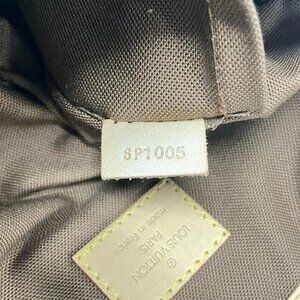 SP1005
®
LOUIS VUITTON
PARIS
made in France